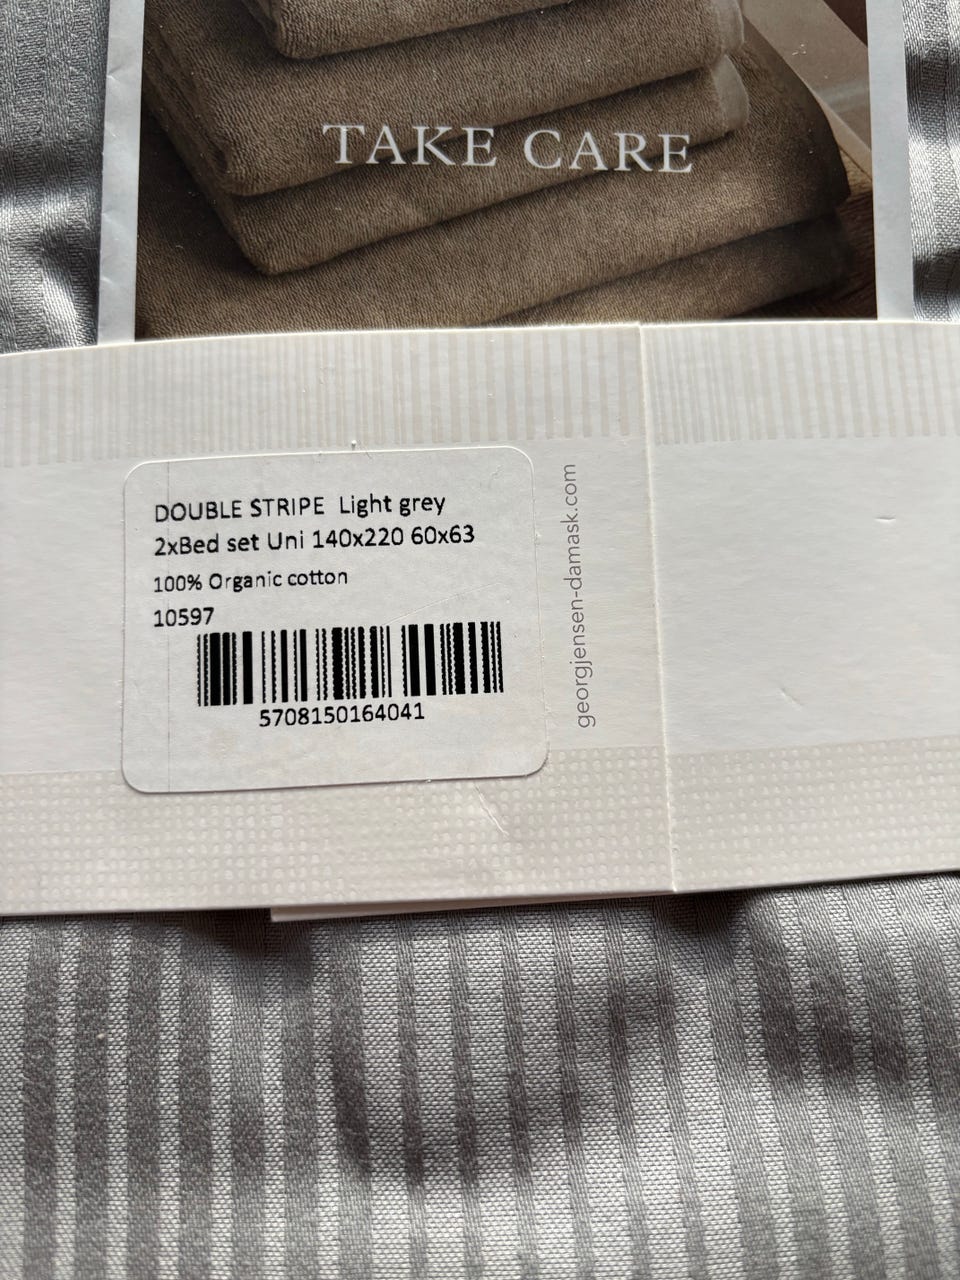 TAKE CARE
DOUBLE STRIPE Light grey
2xBed set Uni 140x220 60x63
100% Organic cotton
10597
5708150164041
georgjensen-damask.com